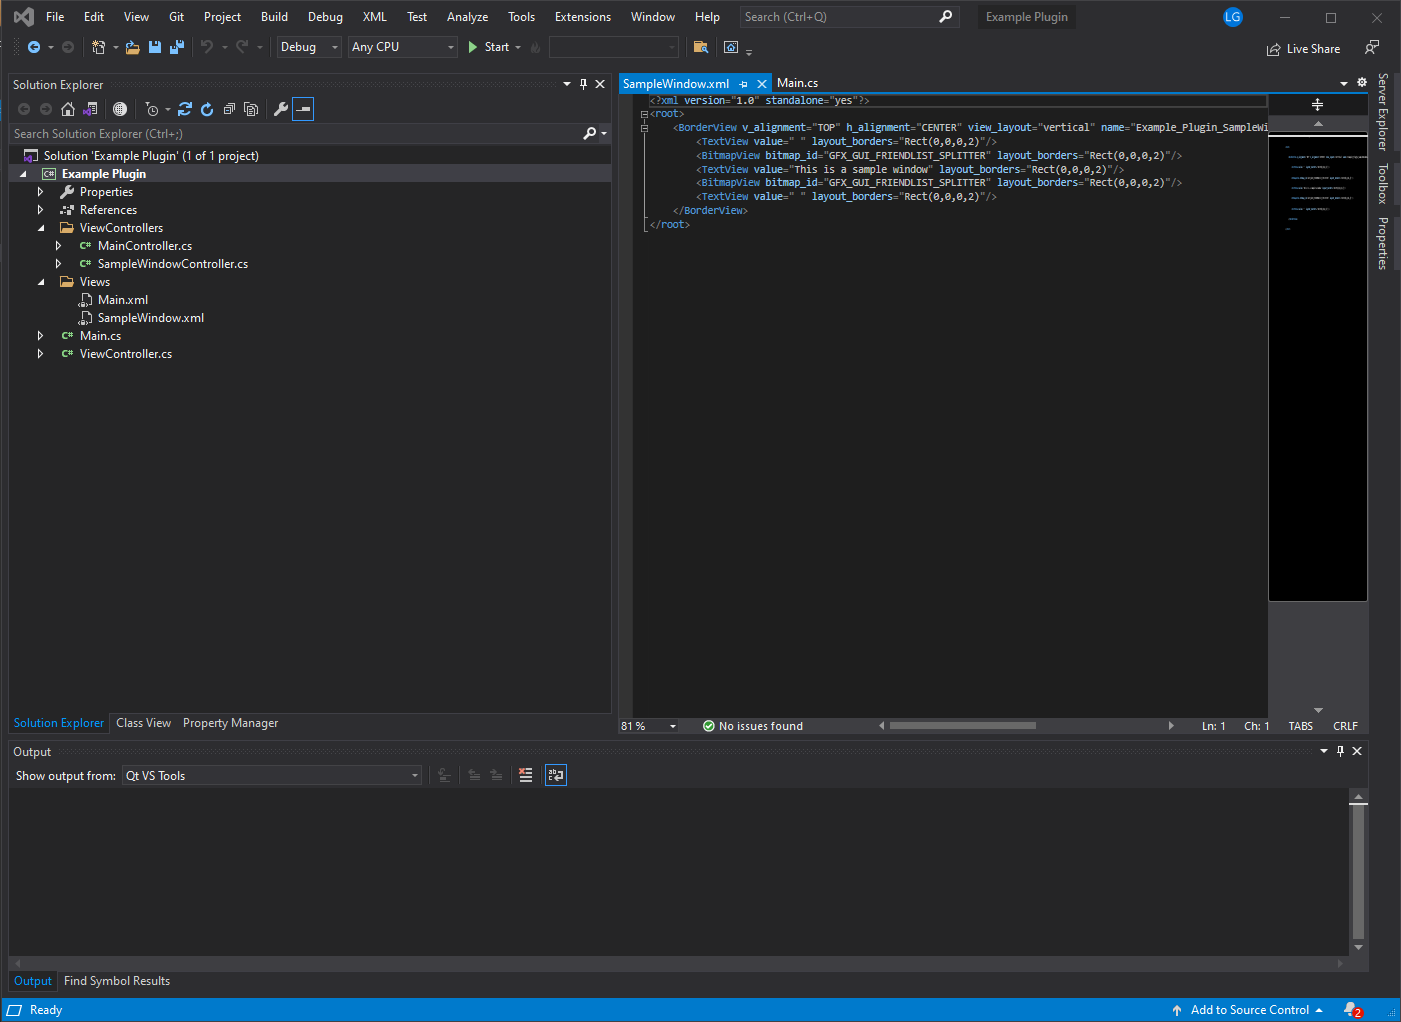 File Edit View Git Project Build Debug XML Test Analyze Tools Extensions Window Help Search (Ctrl+Q) Example Plugin LG
Debug Any CPU Start Live Share
Solution Explorer
Search Solution Explorer (Ctrl+;)
Solution 'Example Plugin' (1 of 1 project)
C# Example Plugin
Properties
References
ViewControllers
C# MainController.cs
C# SampleWindowController.cs
Views
Main.xml
SampleWindow.xml
C# Main.cs
C# ViewController.cs
Solution Explorer Class View Property Manager
SampleWindow.xml Main.cs
<?xml version="1.0" standalone="yes"?>
<root>
<BorderView v_alignment="TOP" h_alignment="CENTER" view_layout="vertical" name="Example_Plugin_SampleWi
<TextView value=" " layout_borders="Rect(0,0,0,2)"/>
<BitmapView bitmap_id="GFX_GUI_FRIENDLIST_SPLITTER" layout_borders="Rect(0,0,0,2)"/>
<TextView value="This is a sample window" layout_borders="Rect(0,0,0,2)"/>
<BitmapView bitmap_id="GFX_GUI_FRIENDLIST_SPLITTER" layout_borders="Rect(0,0,0,2)"/>
<TextView value=" " layout_borders="Rect(0,0,0,2)"/>
</BorderView>
</root>
81 % No issues found Ln: 1 Ch: 1 TABS CRLF
Server Explorer
Toolbox
Properties
Output
Show output from: Qt VS Tools
Output Find Symbol Results
Ready Add to Source Control 2